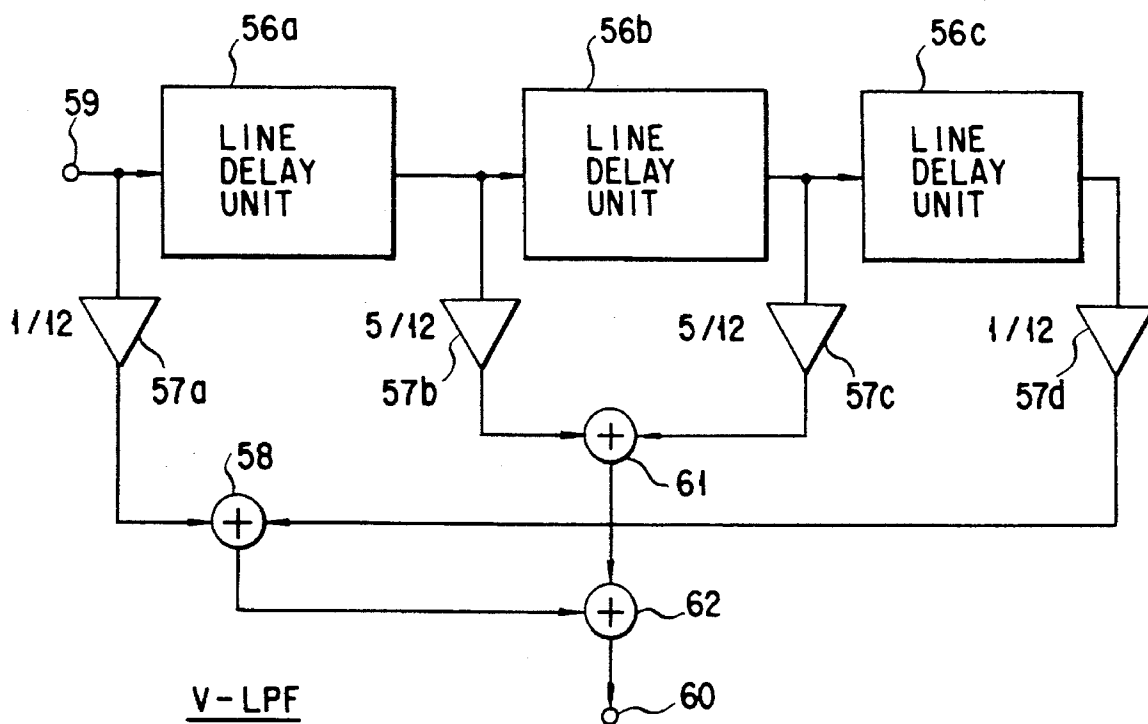 56a
56b
56c
59
LINE
DELAY
UNIT
LINE
DELAY
UNIT
LINE
DELAY
UNIT
1/12
57a
5/12
57b
5/12
57c
1/12
57d
58
61
62
V-LPF
60